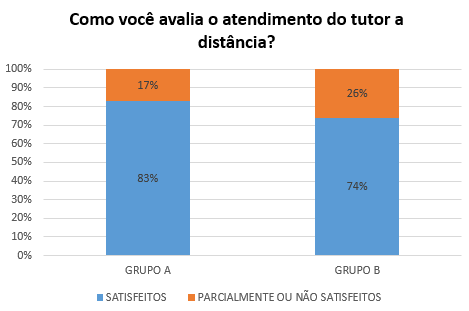 Como você avalia o atendimento do tutor a
distância?
100%
90%
80%
70%
60%
50%
40%
30%
20%
10%
0%
17%
83%
26%
74%
GRUPO A
GRUPO B
SATISFEITOS
PARCIALMENTE OU NÃO SATISFEITOS